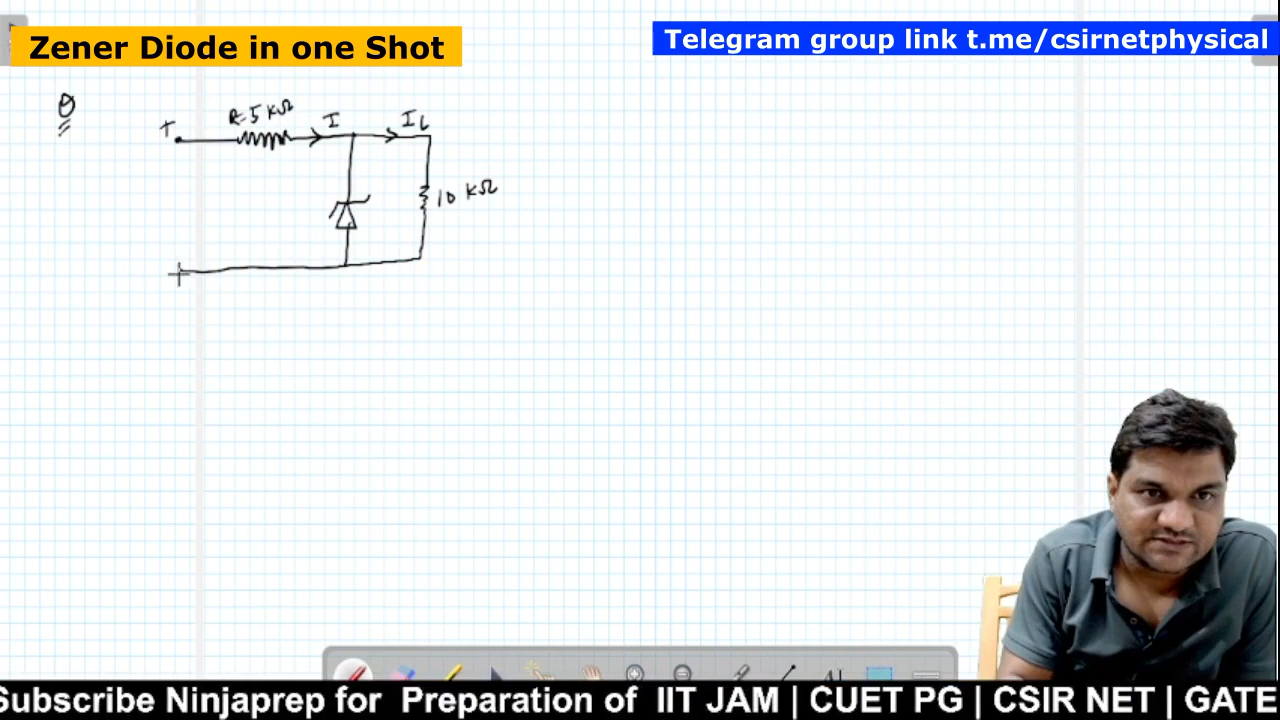 Zener Diode in one Shot
Telegram group link t.me/csirnetphysical
Q
R=5 KΩ
I
IL
+
10 KΩ
Subscribe Ninjaprep for Preparation of IIT JAM | CUET PG | CSIR NET | GATE